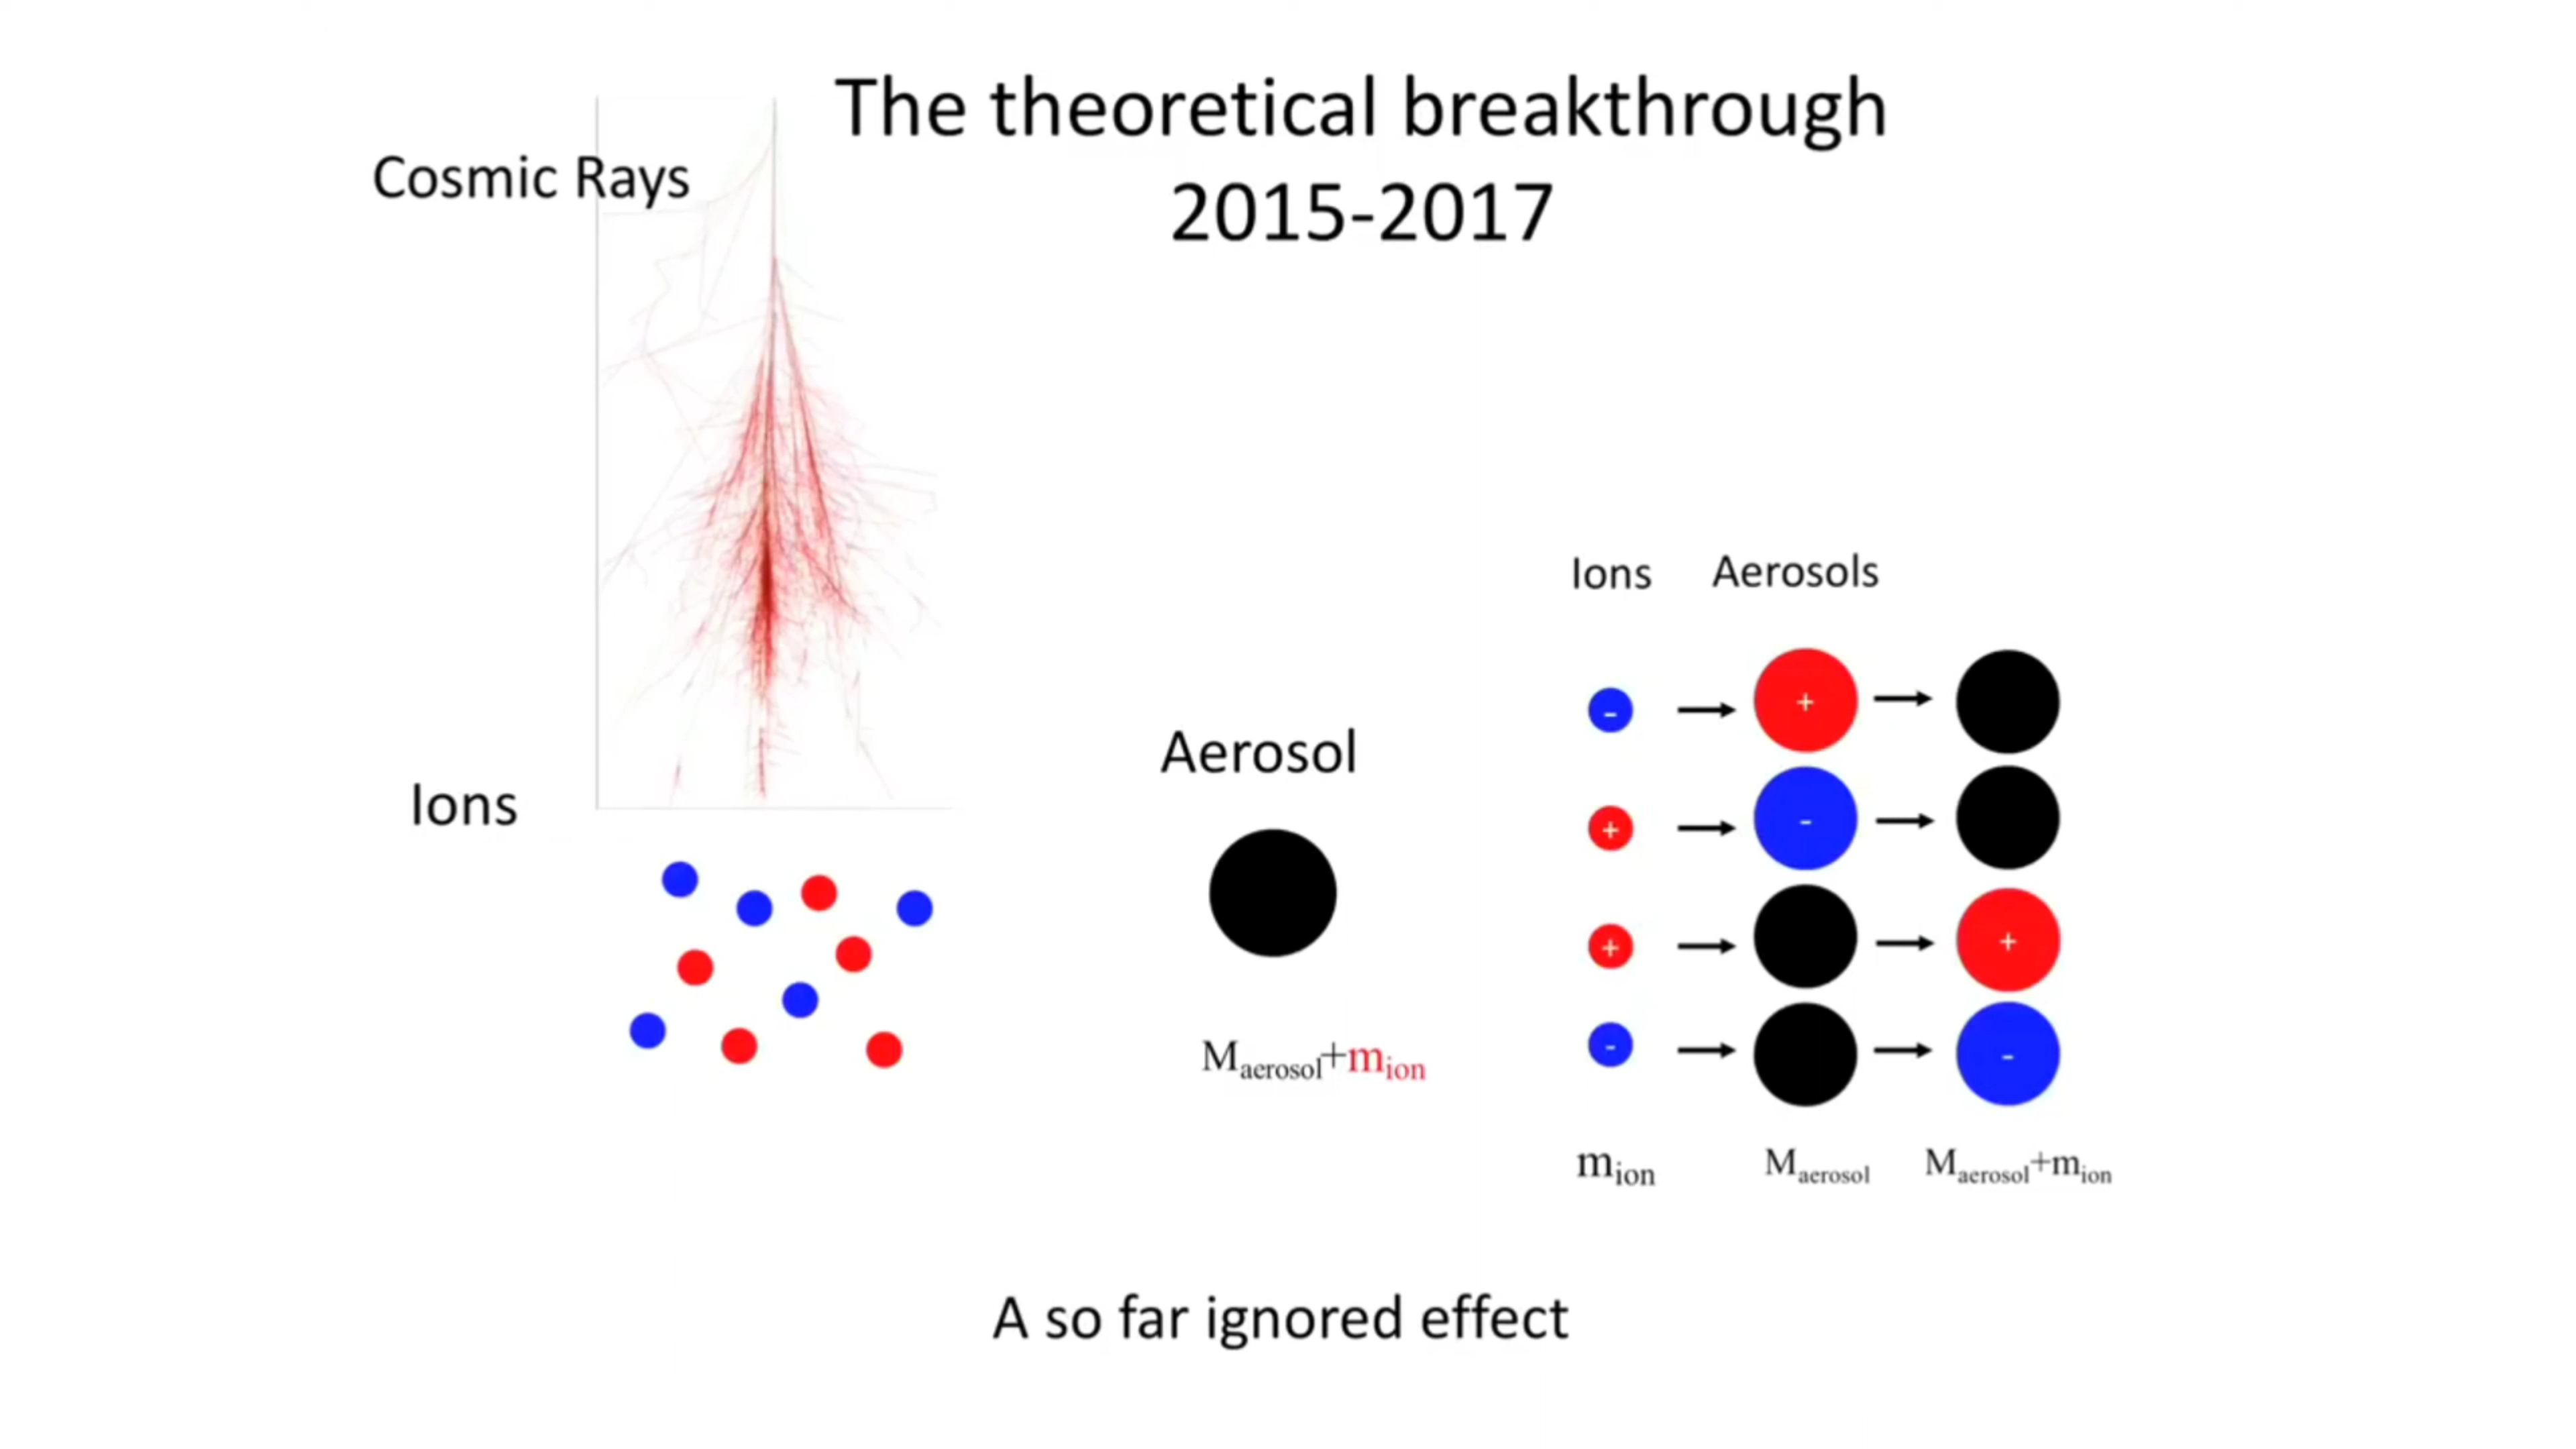 The theoretical breakthrough
2015-2017
Cosmic Rays
Ions
Aerosol
Maerosol+mion
Ions Aerosols
- +
+ -
+ +
- -
mion Maerosol Maerosol+mion
A so far ignored effect